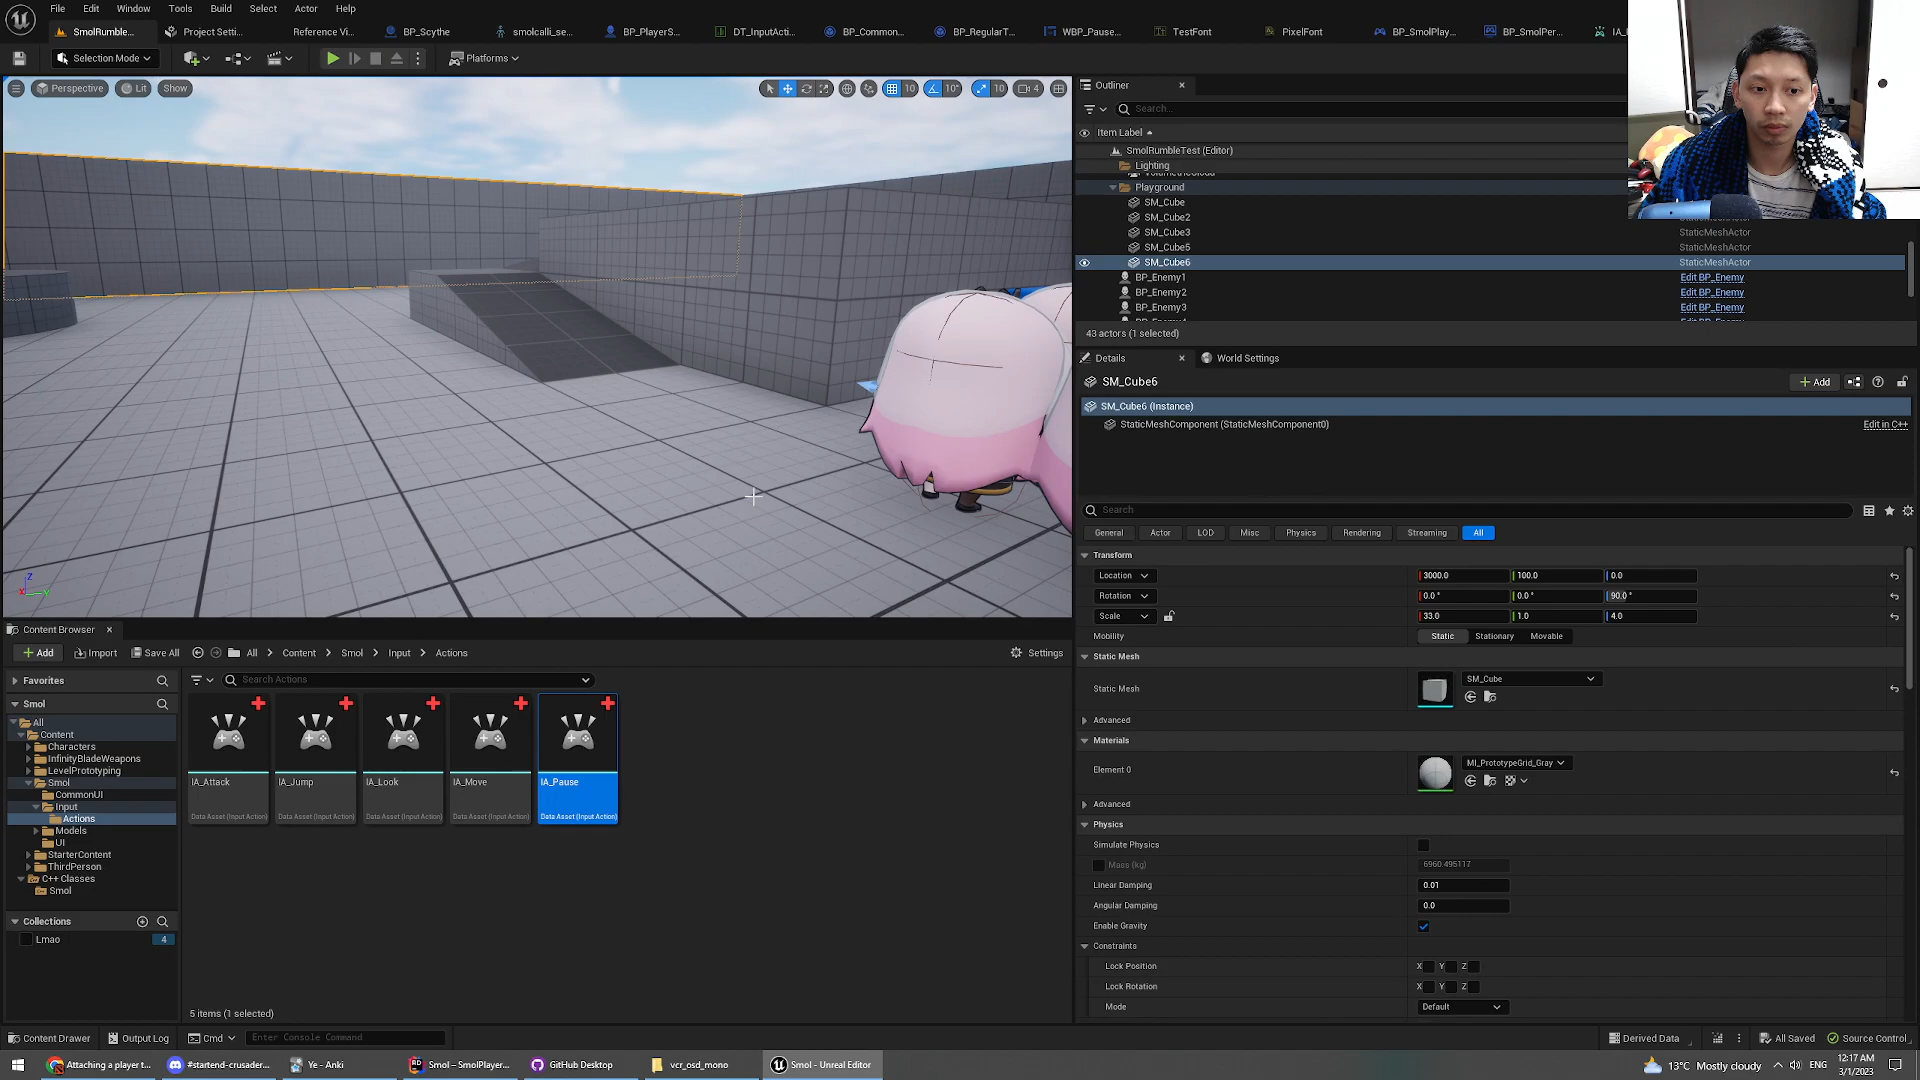 File Edit Window Tools Build Select Actor Help
SmolRumble... Project Setti... Reference Vi... BP_Scythe smolcalli_se... BP_PlayerS... DT_InputActi... BP_Common... BP_RegularT... WBP_Pause... TestFont PixelFont BP_SmolPlay... BP_SmolPer...
Selection Mode Platforms
Perspective Lit Show 10 10° 10 4
Outliner
Search...
Item Label
SmolRumbleTest (Editor)
Lighting
Playground
SM_Cube
SM_Cube2
SM_Cube3 StaticMeshActor
SM_Cube5 StaticMeshActor
SM_Cube6 StaticMeshActor
BP_Enemy1 Edit BP_Enemy
BP_Enemy2 Edit BP_Enemy
BP_Enemy3 Edit BP_Enemy
43 actors (1 selected)
Details World Settings
SM_Cube6 Add
SM_Cube6 (Instance)
StaticMeshComponent (StaticMeshComponent0) Edit in C++
Search
General Actor LOD Misc Physics Rendering Streaming All
Transform
Location 3000.0 100.0 0.0
Rotation 0.0 ° 0.0 ° 90.0 °
Scale 33.0 1.0 4.0
Mobility Static Stationary Movable
Static Mesh
Static Mesh SM_Cube
Advanced
Materials
Element 0 MI_PrototypeGrid_Gray
Advanced
Physics
Simulate Physics
Mass (kg) 6960.495117
Linear Damping 0.01
Angular Damping 0.0
Enable Gravity
Constraints
Lock Position X Y Z
Lock Rotation X Y Z
Mode Default
Z
X Y
Content Browser
Add Import Save All All Content Smol Input Actions Settings
Favorites
Smol
All
Content
Characters
InfinityBladeWeapons
LevelPrototyping
Smol
CommonUI
Input
Actions
Models
UI
StarterContent
ThirdPerson
C++ Classes
Smol
Collections
Lmao 4
Search Actions
IA_Attack IA_Jump IA_Look IA_Move IA_Pause
Data Asset (Input Action) Data Asset (Input Action) Data Asset (Input Action) Data Asset (Input Action) Data Asset (Input Action)
5 items (1 selected)
Content Drawer Output Log Cmd Enter Console Command Derived Data All Saved Source Control
Attaching a player t... #startend-crusader... Ye - Anki Smol – SmolPlayer... GitHub Desktop vcr_osd_mono Smol - Unreal Editor 13°C Mostly cloudy ENG 12:17 AM
3/1/2023